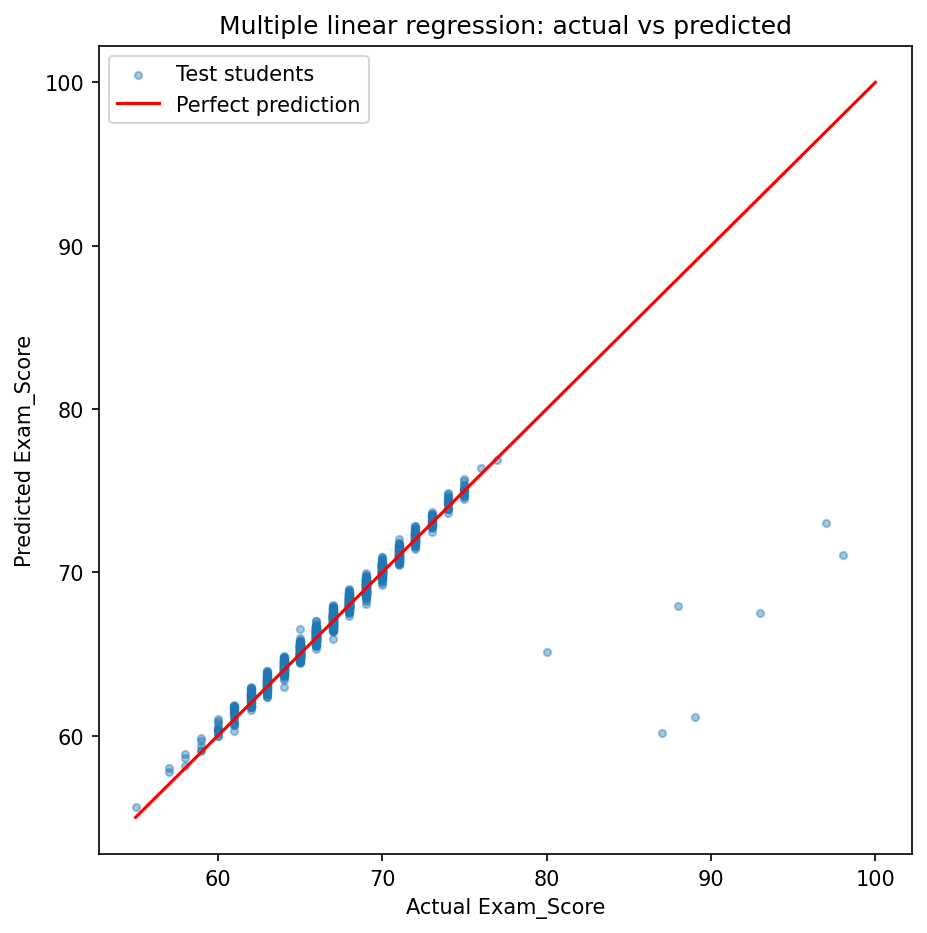 Multiple linear regression: actual vs predicted
Test students
Perfect prediction
100
90
80
70
60
Predicted Exam_Score
60 70 80 90 100
Actual Exam_Score